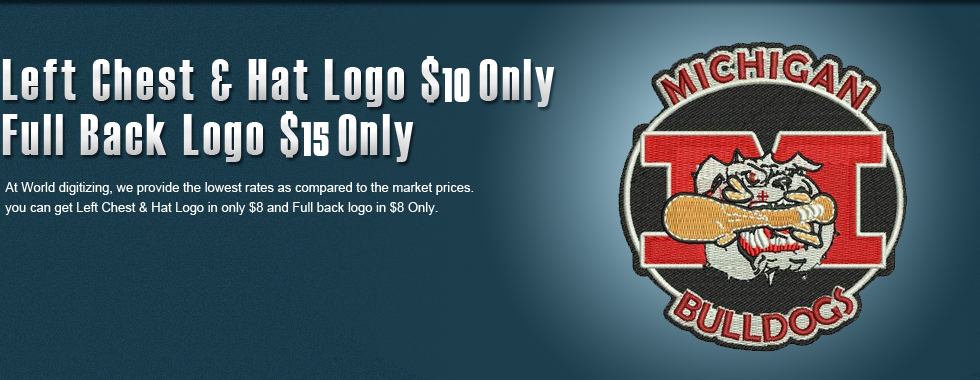 Left Chest & Hat Logo $10 Only
Full Back Logo $15 Only
At World digitizing, we provide the lowest rates as compared to the market prices.
you can get Left Chest & Hat Logo in only $8 and Full back logo in $8 Only.
MICHIGAN
M
BULLDOGS